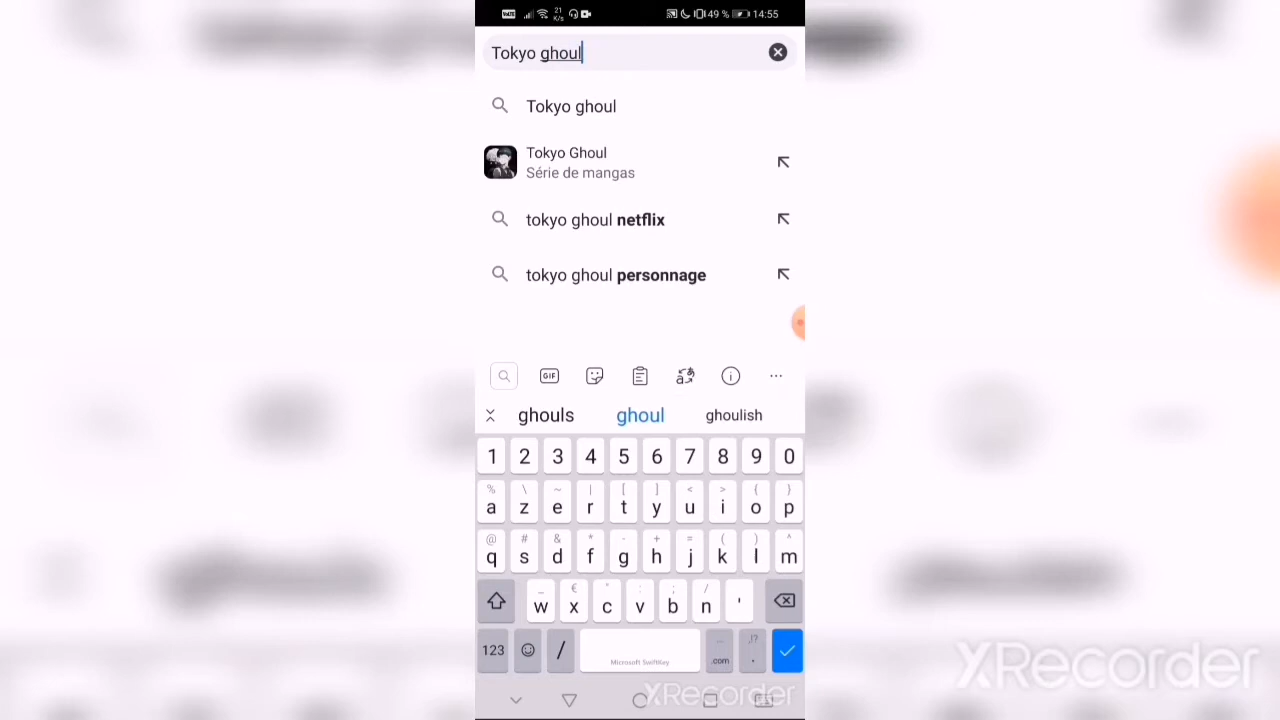 VoLTE 21 K/s 49 % 14:55
Tokyo ghoul
Tokyo ghoul
Tokyo Ghoul
Série de mangas
tokyo ghoul netflix
tokyo ghoul personnage
GIF
ghouls ghoul ghoulish
1 2 3 4 5 6 7 8 9 0
% \ ~ | [ ] < > { }
a z e r t y u i o p
@ # & * - + = ( ) ^
q s d f g h j k l m
_ € " : ; /
w x c v b n '
123 / Microsoft SwiftKey .com ,!? .
XRecorder
XRecorder